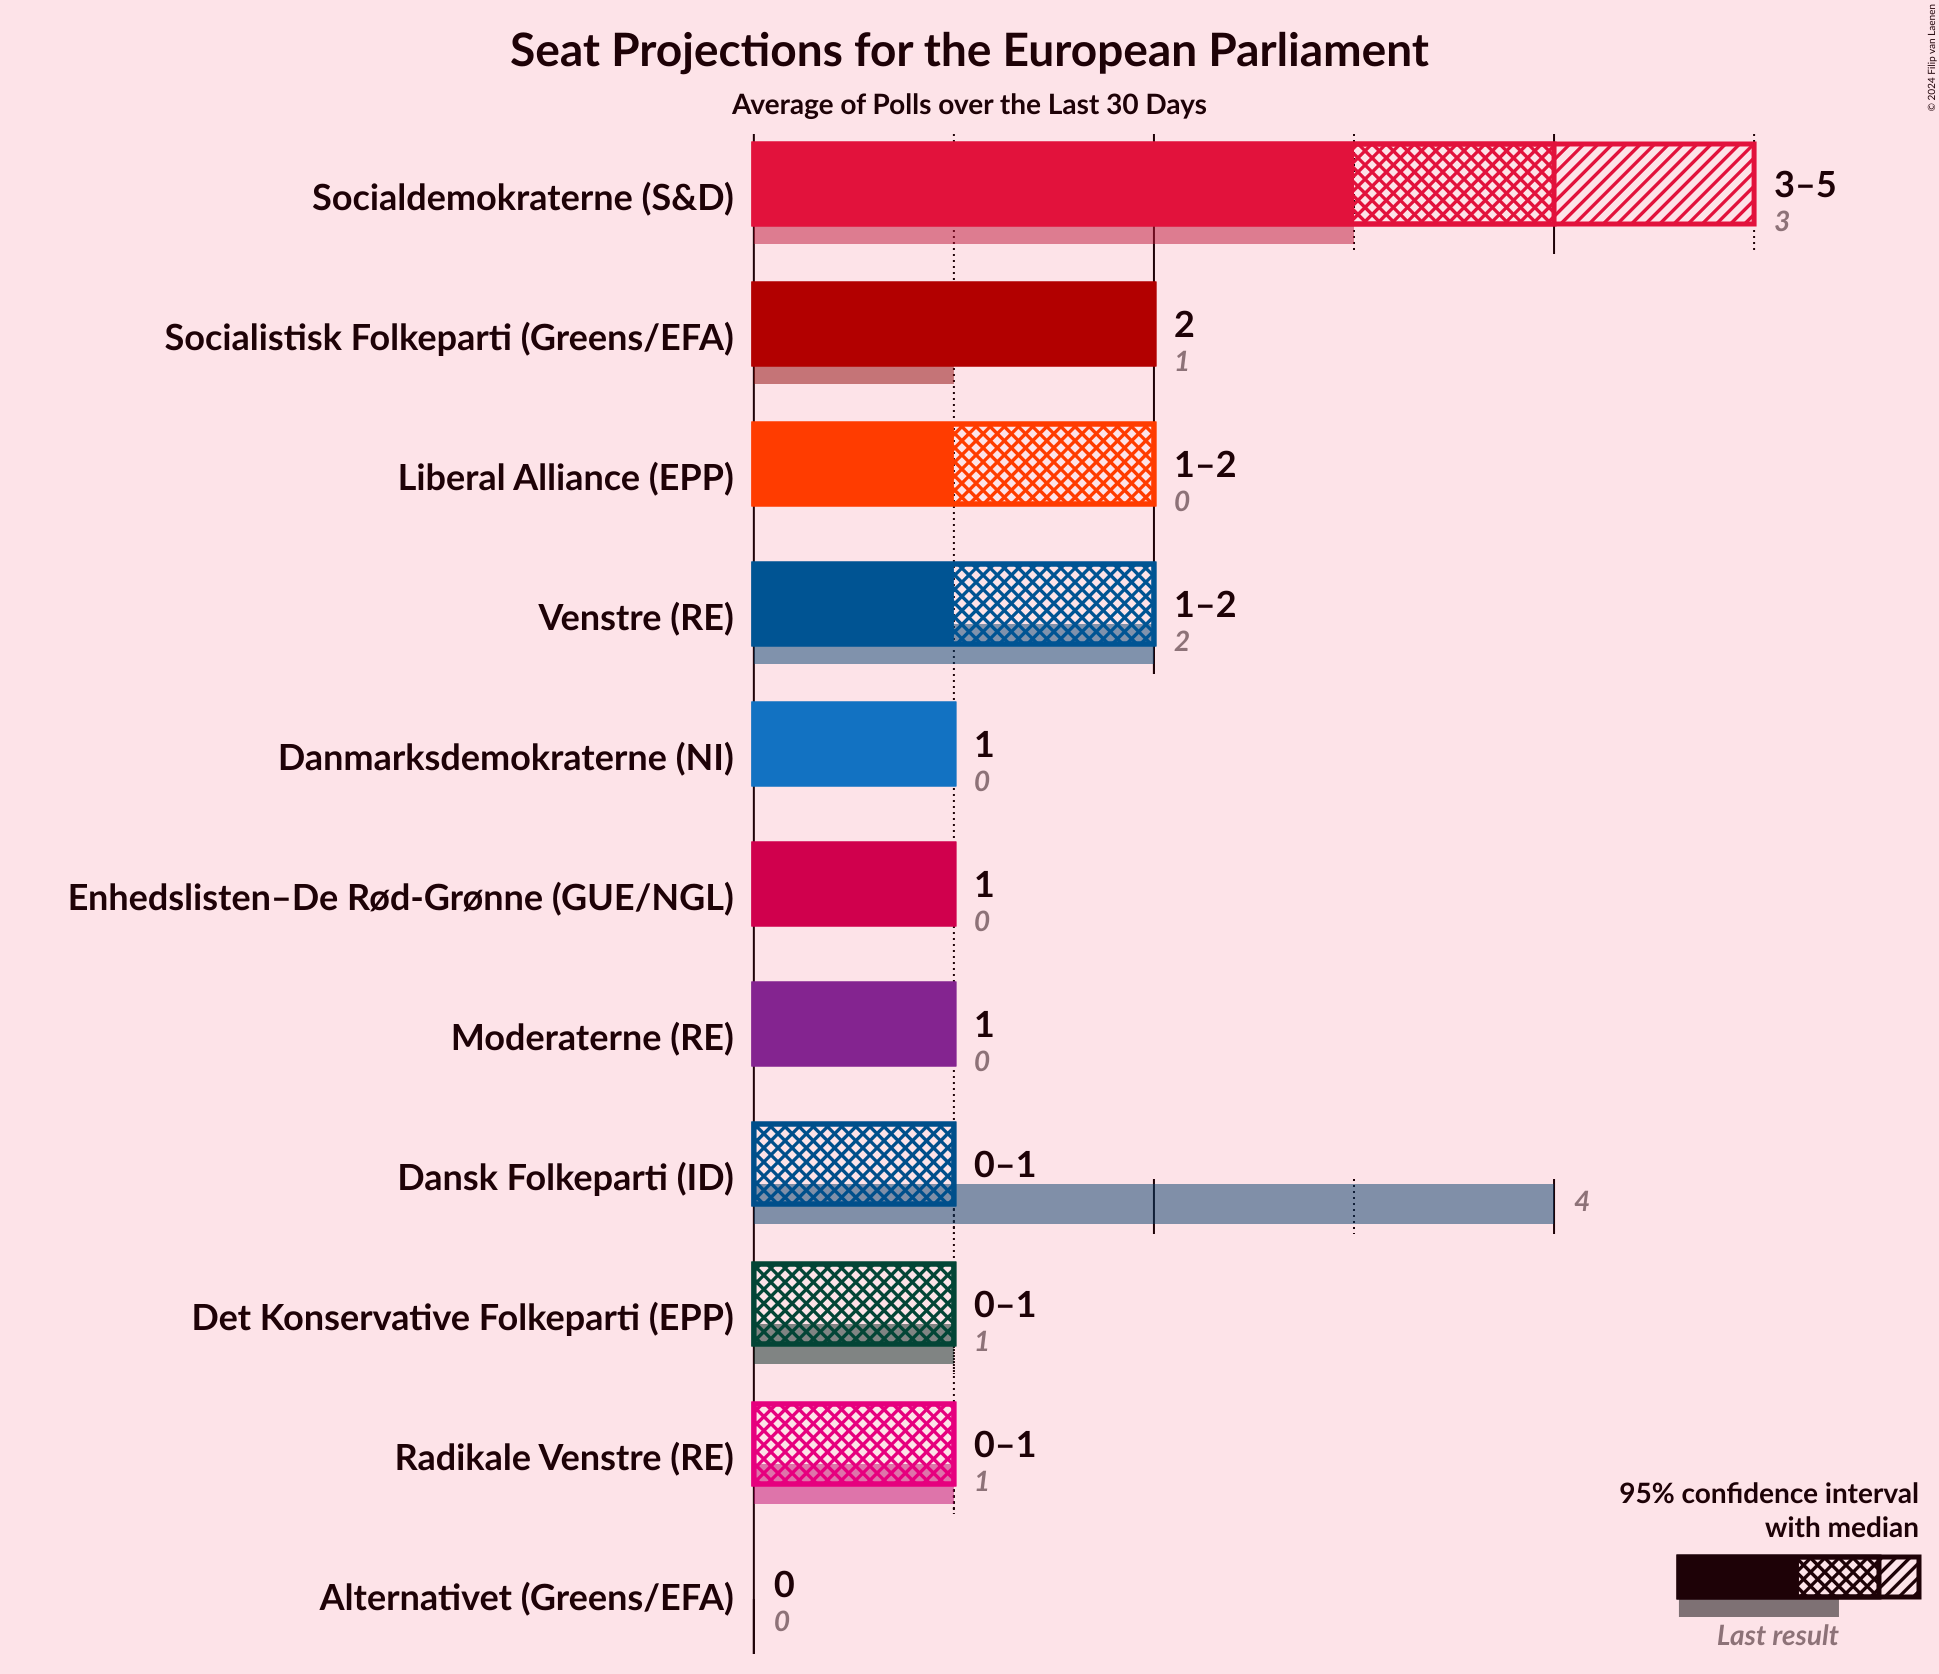 Seat Projections for the European Parliament
Average of Polls over the Last 30 Days
© 2024 Filip van Laenen
Socialdemokraterne (S&D)
3–5
3
Socialistisk Folkeparti (Greens/EFA)
2
1
Liberal Alliance (EPP)
1–2
0
Venstre (RE)
1–2
2
Danmarksdemokraterne (NI)
1
0
Enhedslisten–De Rød-Grønne (GUE/NGL)
1
0
Moderaterne (RE)
1
0
Dansk Folkeparti (ID)
0–1
4
Det Konservative Folkeparti (EPP)
0–1
1
Radikale Venstre (RE)
0–1
1
Alternativet (Greens/EFA)
0
0
95% confidence interval
with median
Last result